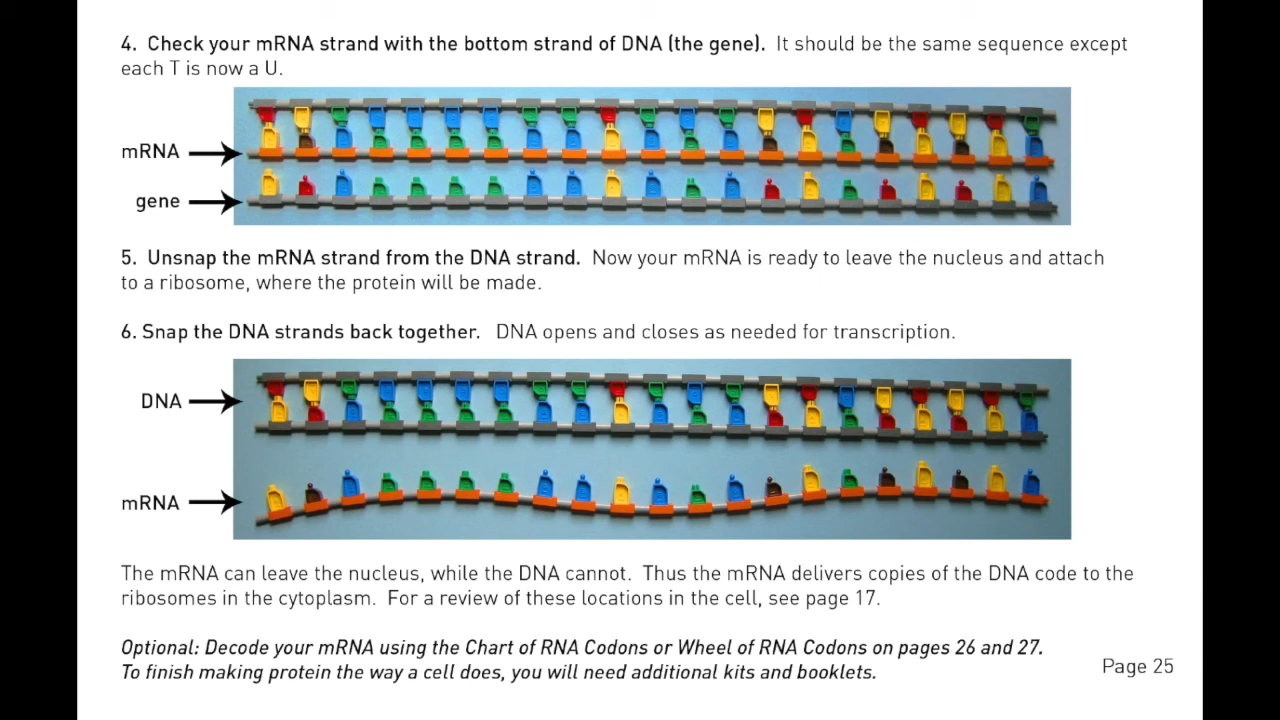 4. Check your mRNA strand with the bottom strand of DNA (the gene). It should be the same sequence except
each T is now a U.
mRNA
gene
5. Unsnap the mRNA strand from the DNA strand. Now your mRNA is ready to leave the nucleus and attach
to a ribosome, where the protein will be made.
6. Snap the DNA strands back together. DNA opens and closes as needed for transcription.
DNA
mRNA
The mRNA can leave the nucleus, while the DNA cannot. Thus the mRNA delivers copies of the DNA code to the
ribosomes in the cytoplasm. For a review of these locations in the cell, see page 17.
Optional: Decode your mRNA using the Chart of RNA Codons or Wheel of RNA Codons on pages 26 and 27.
To finish making protein the way a cell does, you will need additional kits and booklets.
Page 25